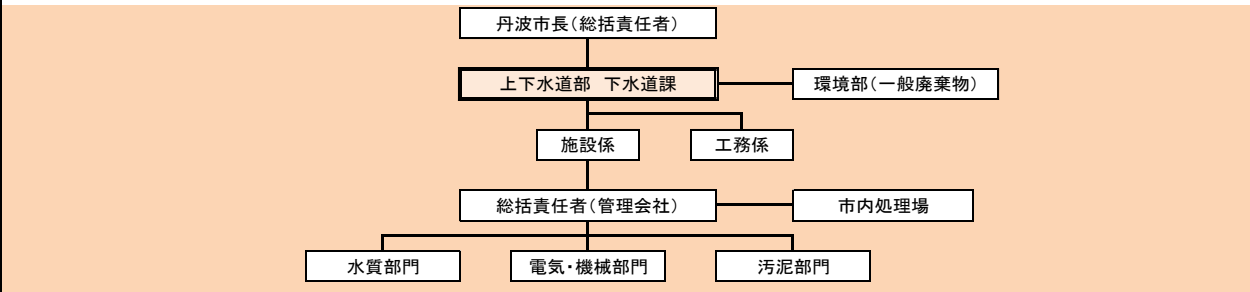 丹波市長（総括責任者）
上下水道部　下水道課
環境部（一般廃棄物）
施設係
工務係
総括責任者（管理会社）
市内処理場
水質部門
電気・機械部門
汚泥部門